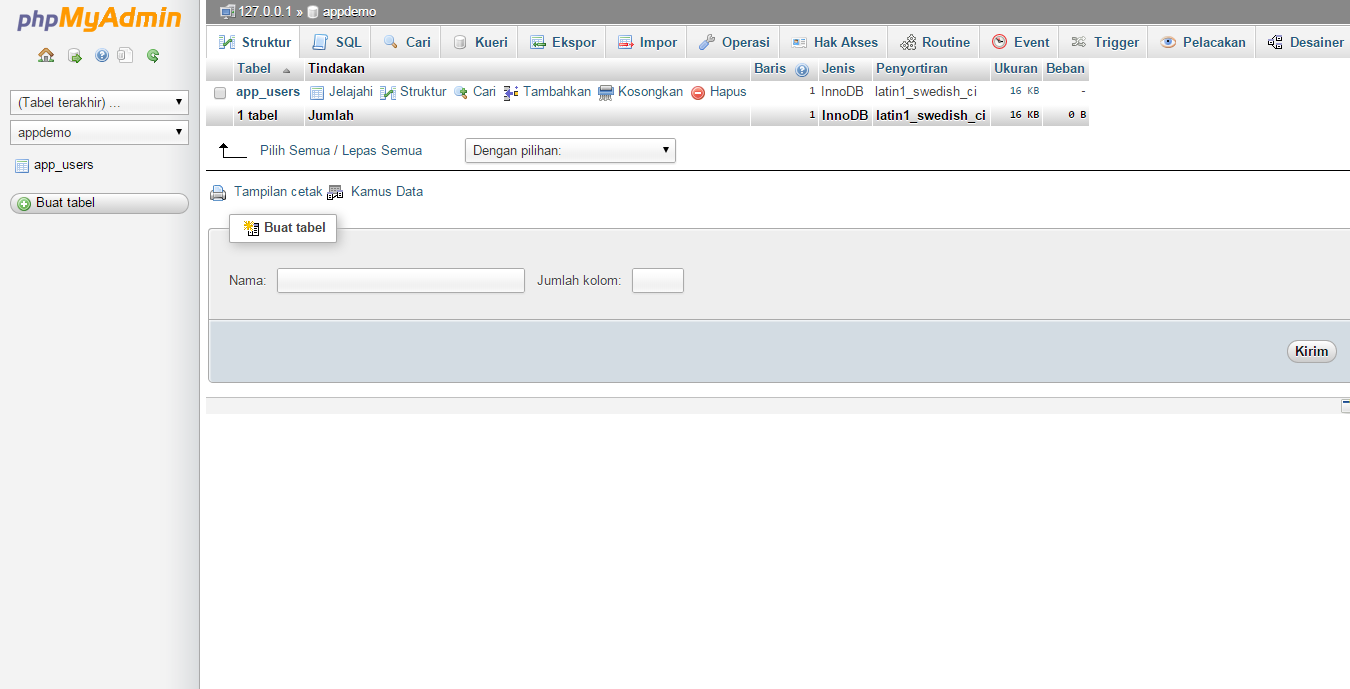 phpMyAdmin
(Tabel terakhir) ...
appdemo
app_users
Buat tabel
127.0.0.1 » appdemo
Struktur SQL Cari Kueri Ekspor Impor Operasi Hak Akses Routine Event Trigger Pelacakan Desainer
Tabel Tindakan Baris Jenis Penyortiran Ukuran Beban
app_users Jelajahi Struktur Cari Tambahkan Kosongkan Hapus 1 InnoDB latin1_swedish_ci 16 KB -
1 tabel Jumlah 1 InnoDB latin1_swedish_ci 16 KB 0 B
Pilih Semua / Lepas Semua Dengan pilihan:
Tampilan cetak Kamus Data
Buat tabel
Nama: Jumlah kolom:
Kirim